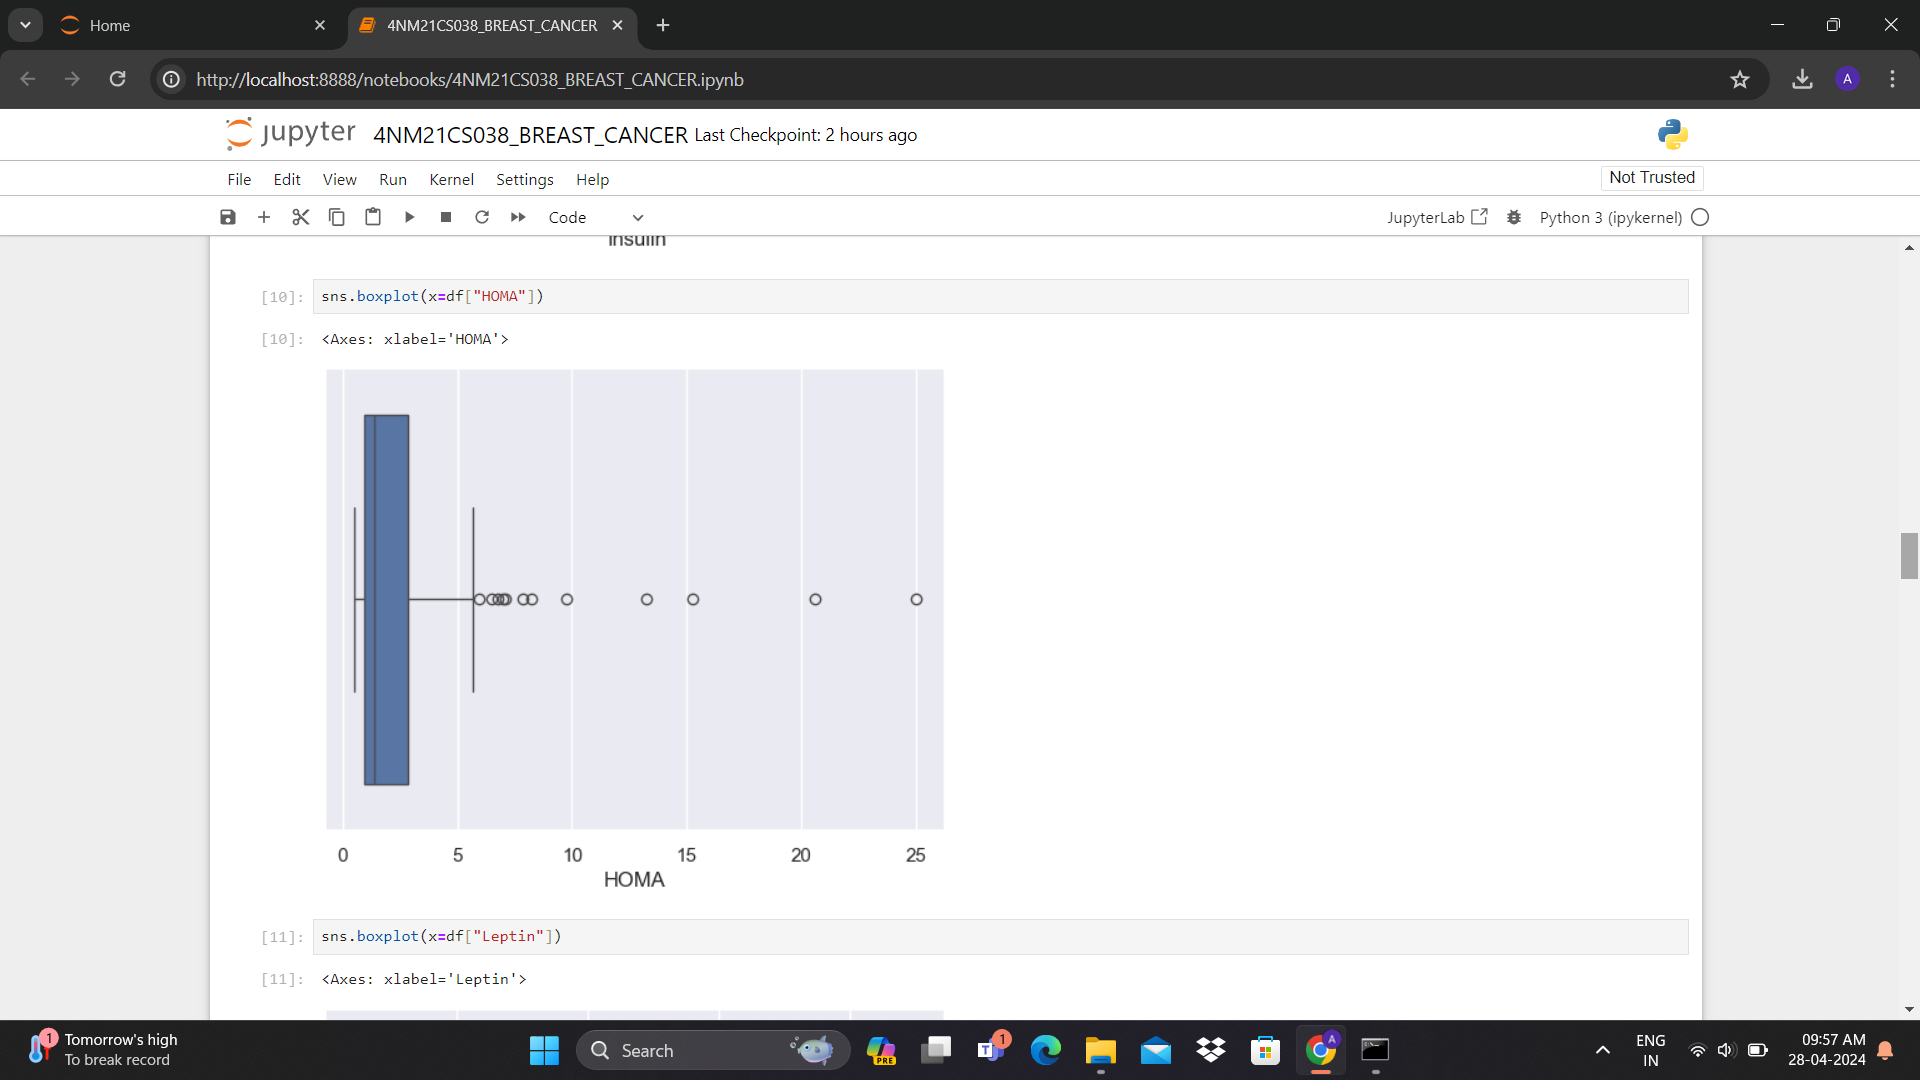 Home
4NM21CS038_BREAST_CANCER
http://localhost:8888/notebooks/4NM21CS038_BREAST_CANCER.ipynb
A
jupyter 4NM21CS038_BREAST_CANCER Last Checkpoint: 2 hours ago
File Edit View Run Kernel Settings Help
Not Trusted
Code
JupyterLab
Python 3 (ipykernel)
Insulin
[10]: sns.boxplot(x=df["HOMA"])
[10]: <Axes: xlabel='HOMA'>
0 5 10 15 20 25
HOMA
[11]: sns.boxplot(x=df["Leptin"])
[11]: <Axes: xlabel='Leptin'>
1
Tomorrow's high
To break record
Search
PRE
T
1
A
ENG
IN
09:57 AM
28-04-2024